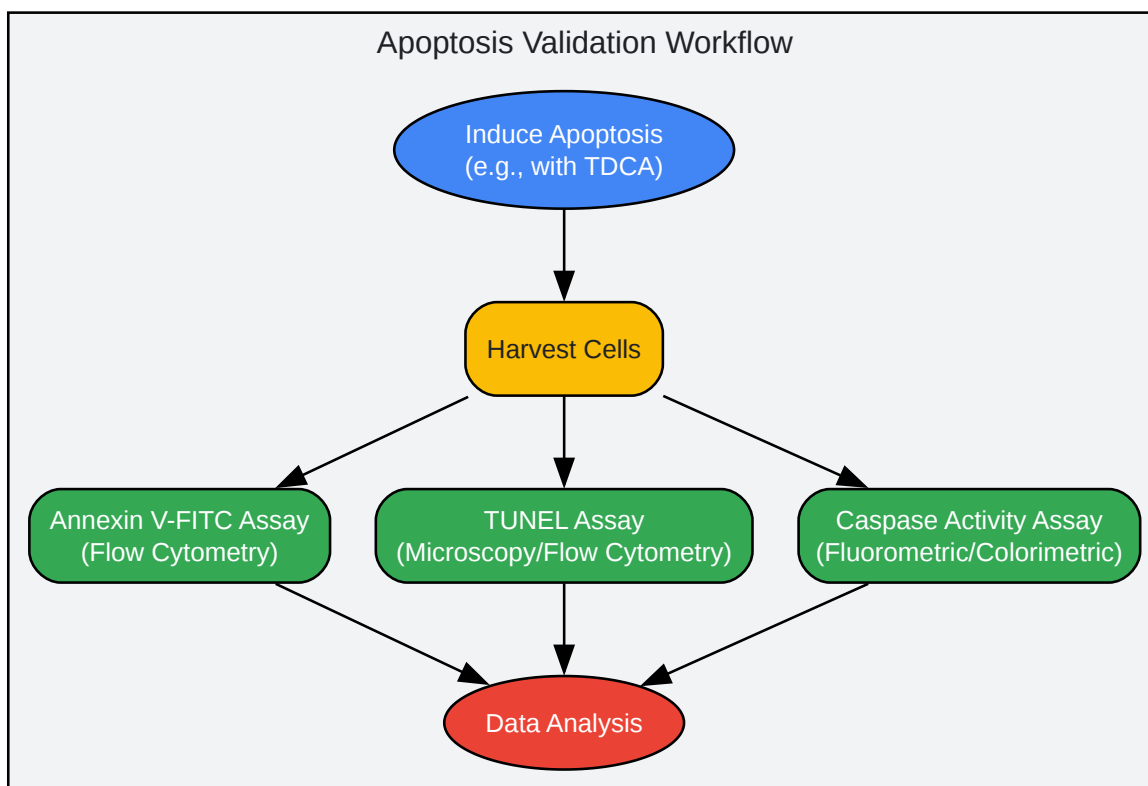 Apoptosis Validation Workflow
Induce Apoptosis
(e.g., with TDCA)
Harvest Cells
Annexin V-FITC Assay
(Flow Cytometry)
TUNEL Assay
(Microscopy/Flow Cytometry)
Caspase Activity Assay
(Fluorometric/Colorimetric)
Data Analysis